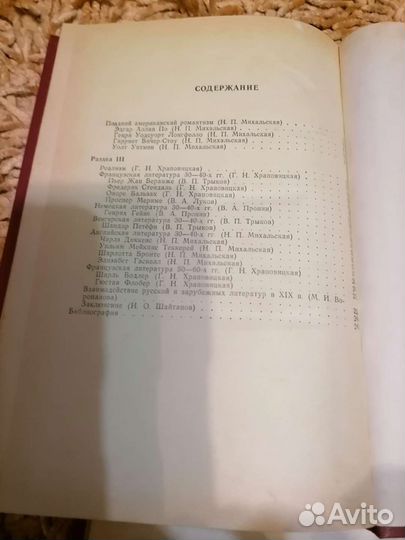 СОДЕРЖАНИЕ
Поздний американский романтизм (Н. П. Михальская)
Эдгар Аллан По (Н. П. Михальская)
Генри Уодсуорт Лонгфелло (Н. П. Михальская)
Гарриет Бичер-Стоу (Н. П. Михальская)
Уолт Уитмен (Н. П. Михальская)
Раздел III
Реализм (Г. Н. Храповицкая)
Французская литература 30—40-х гг. (Г. Н. Храповицкая)
Пьер Жан Беранже (В. П. Трыков)
Фредерик Стендаль (Г. Н. Храповицкая)
Оноре Бальзак (Г. Н. Храповицкая)
Проспер Мериме (В. А. Луков)
Немецкая литература 30—40-х гг. (В. А. Пронин)
Генрих Гейне (В. А. Пронин)
Венгерская литература (В. П. Трыков)
Шандор Петёфи (В. П. Трыков)
Английская литература 30—40-х гг. (Н. П. Михальская)
Чарлз Диккенс (Н. П. Михальская)
Уильям Мейкпис Теккерей (Н. П. Михальская)
Шарлотта Бронте (Н. П. Михальская)
Элизабет Гаскелл (Н. П. Михальская)
Французская литература 50—60-х гг. (Г. Н. Храповицкая)
Шарль Бодлер (Г. Н. Храповицкая)
Гюстав Флобер (Г. Н. Храповицкая)
Взаимодействие русской и зарубежных литератур в XIX в. (М. И. Во-
ропанова)
Заключение (И. О. Шайтанов)
Библиография
Avito